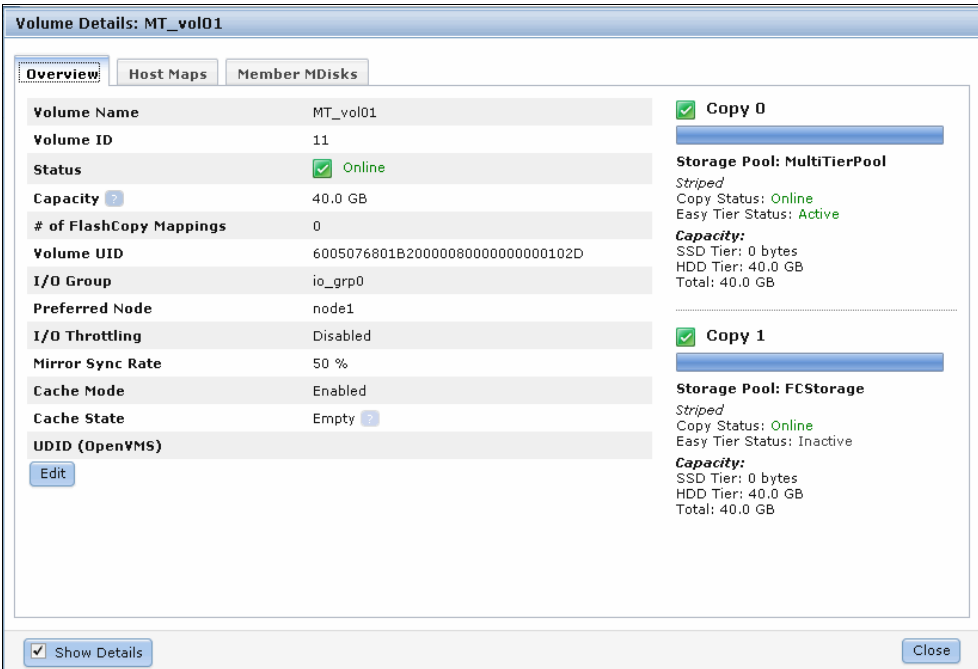 Volume Details: MT_vol01
Overview
Host Maps
Member MDisks
Volume Name MT_vol01
Volume ID 11
Status Online
Capacity ? 40.0 GB
# of FlashCopy Mappings 0
Volume UID 6005076801B20000080000000000102D
I/O Group io_grp0
Preferred Node node1
I/O Throttling Disabled
Mirror Sync Rate 50 %
Cache Mode Enabled
Cache State Empty ?
UDID (OpenVMS)
Edit
Copy 0
Storage Pool: MultiTierPool
Striped
Copy Status: Online
Easy Tier Status: Active
Capacity:
SSD Tier: 0 bytes
HDD Tier: 40.0 GB
Total: 40.0 GB
Copy 1
Storage Pool: FCStorage
Striped
Copy Status: Online
Easy Tier Status: Inactive
Capacity:
SSD Tier: 0 bytes
HDD Tier: 40.0 GB
Total: 40.0 GB
Show Details
Close